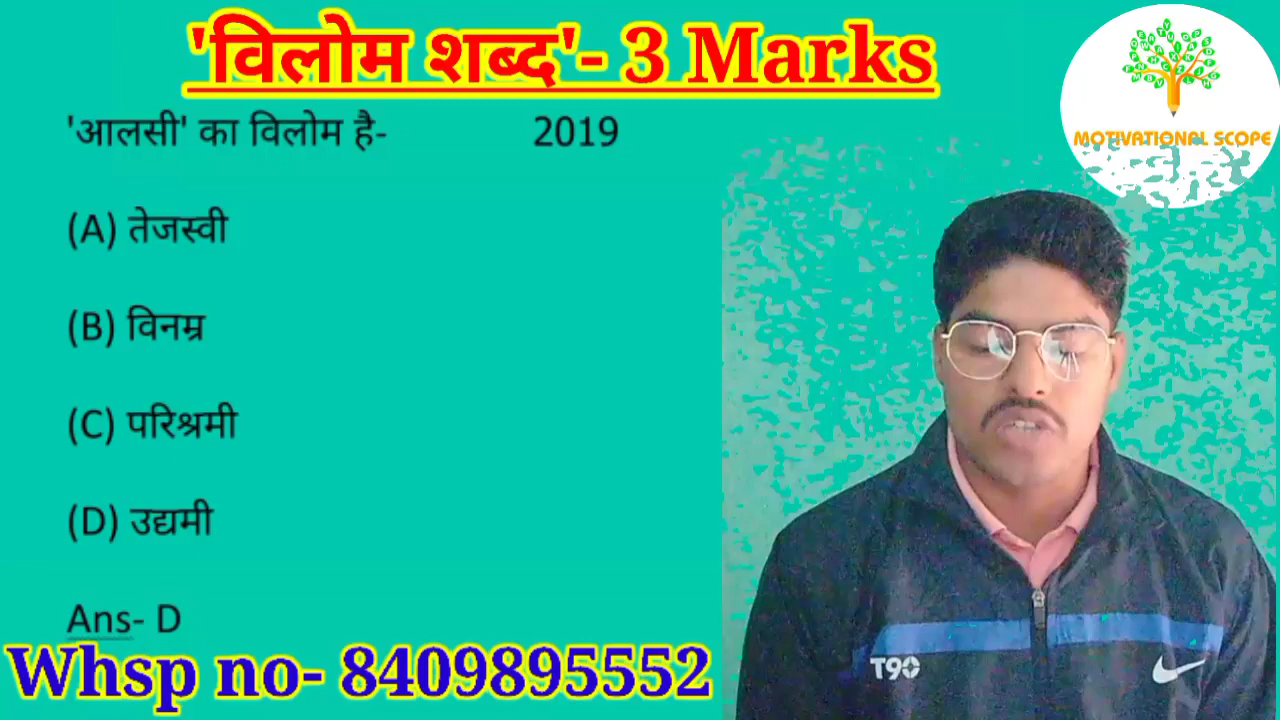 'विलोम शब्द'- 3 Marks
MOTIVATIONAL SCOPE
'आलसी' का विलोम है- 2019
(A) तेजस्वी
(B) विनम्र
(C) परिश्रमी
(D) उद्यमी
Ans- D
Whsp no- 8409895552
T90